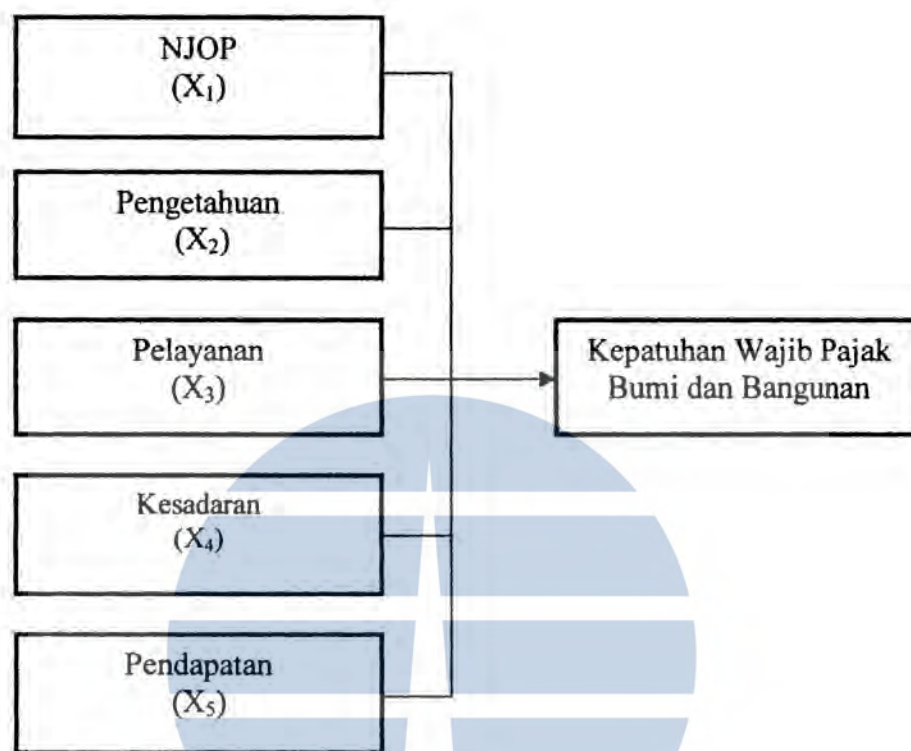 NJOP
(X₁)
Pengetahuan
(X₂)
Pelayanan
(X₃)
Kepatuhan Wajib Pajak
Bumi dan Bangunan
Kesadaran
(X₄)
Pendapatan
(X₅)